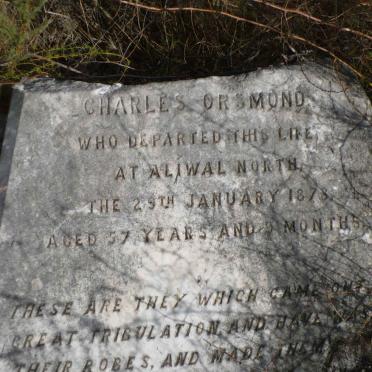 CHARLES ORSMOND,
WHO DEPARTED THIS LIFE,
AT ALIWAL NORTH,
THE 29TH JANUARY 1878,
AGED 57 YEARS AND 9 MONTHS.
THESE ARE THEY WHICH CAME OUT
GREAT TRIBULATION, AND HAVE
THEIR ROBES, AND MADE THEM